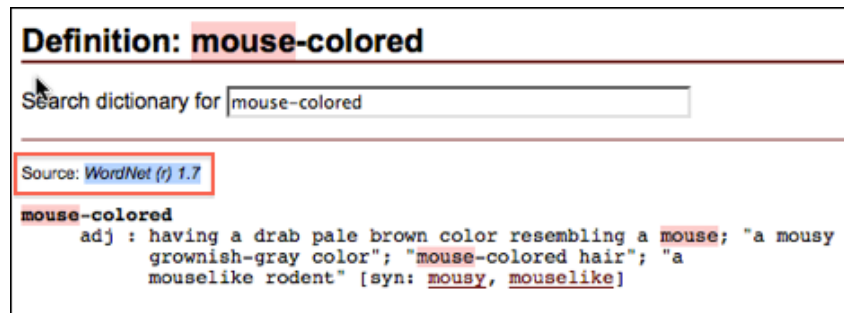 Definition: mouse-colored
Search dictionary for mouse-colored
Source: WordNet (r) 1.7
mouse-colored
adj : having a drab pale brown color resembling a mouse; "a mousy
grownish-gray color"; "mouse-colored hair"; "a
mouselike rodent" [syn: mousy, mouselike]